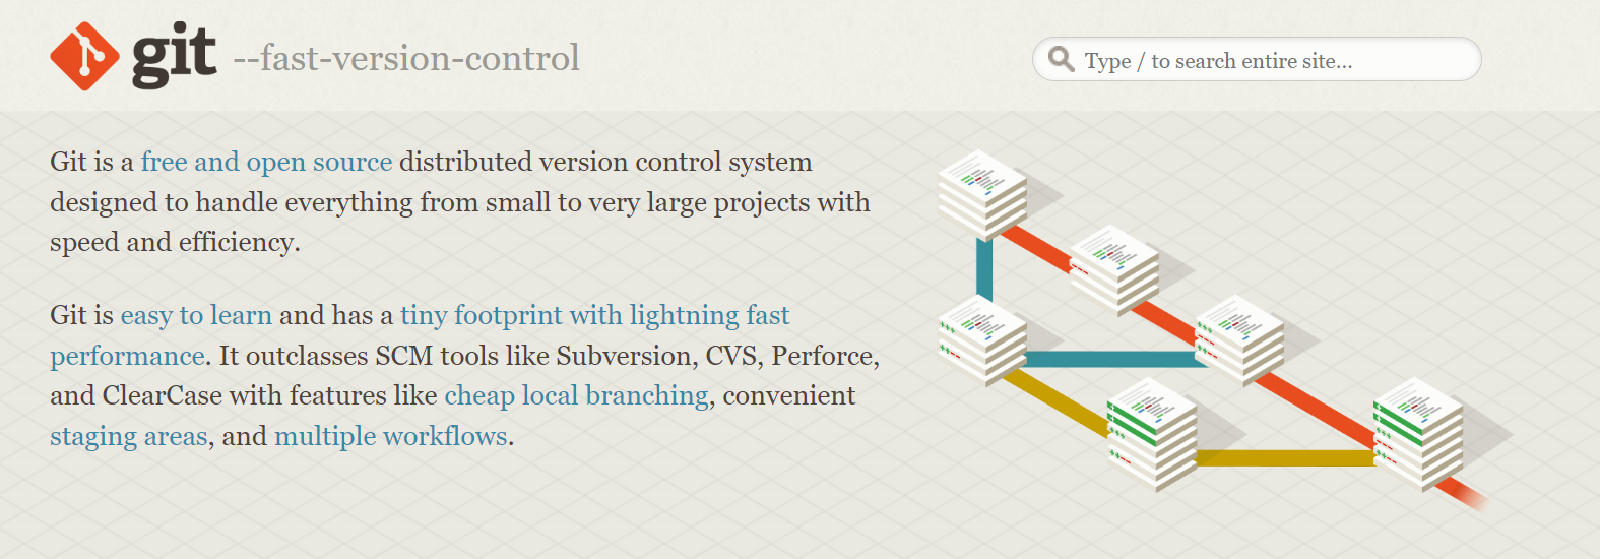 git --fast-version-control
Type / to search entire site...
Git is a free and open source distributed version control system
designed to handle everything from small to very large projects with
speed and efficiency.
Git is easy to learn and has a tiny footprint with lightning fast
performance. It outclasses SCM tools like Subversion, CVS, Perforce,
and ClearCase with features like cheap local branching, convenient
staging areas, and multiple workflows.